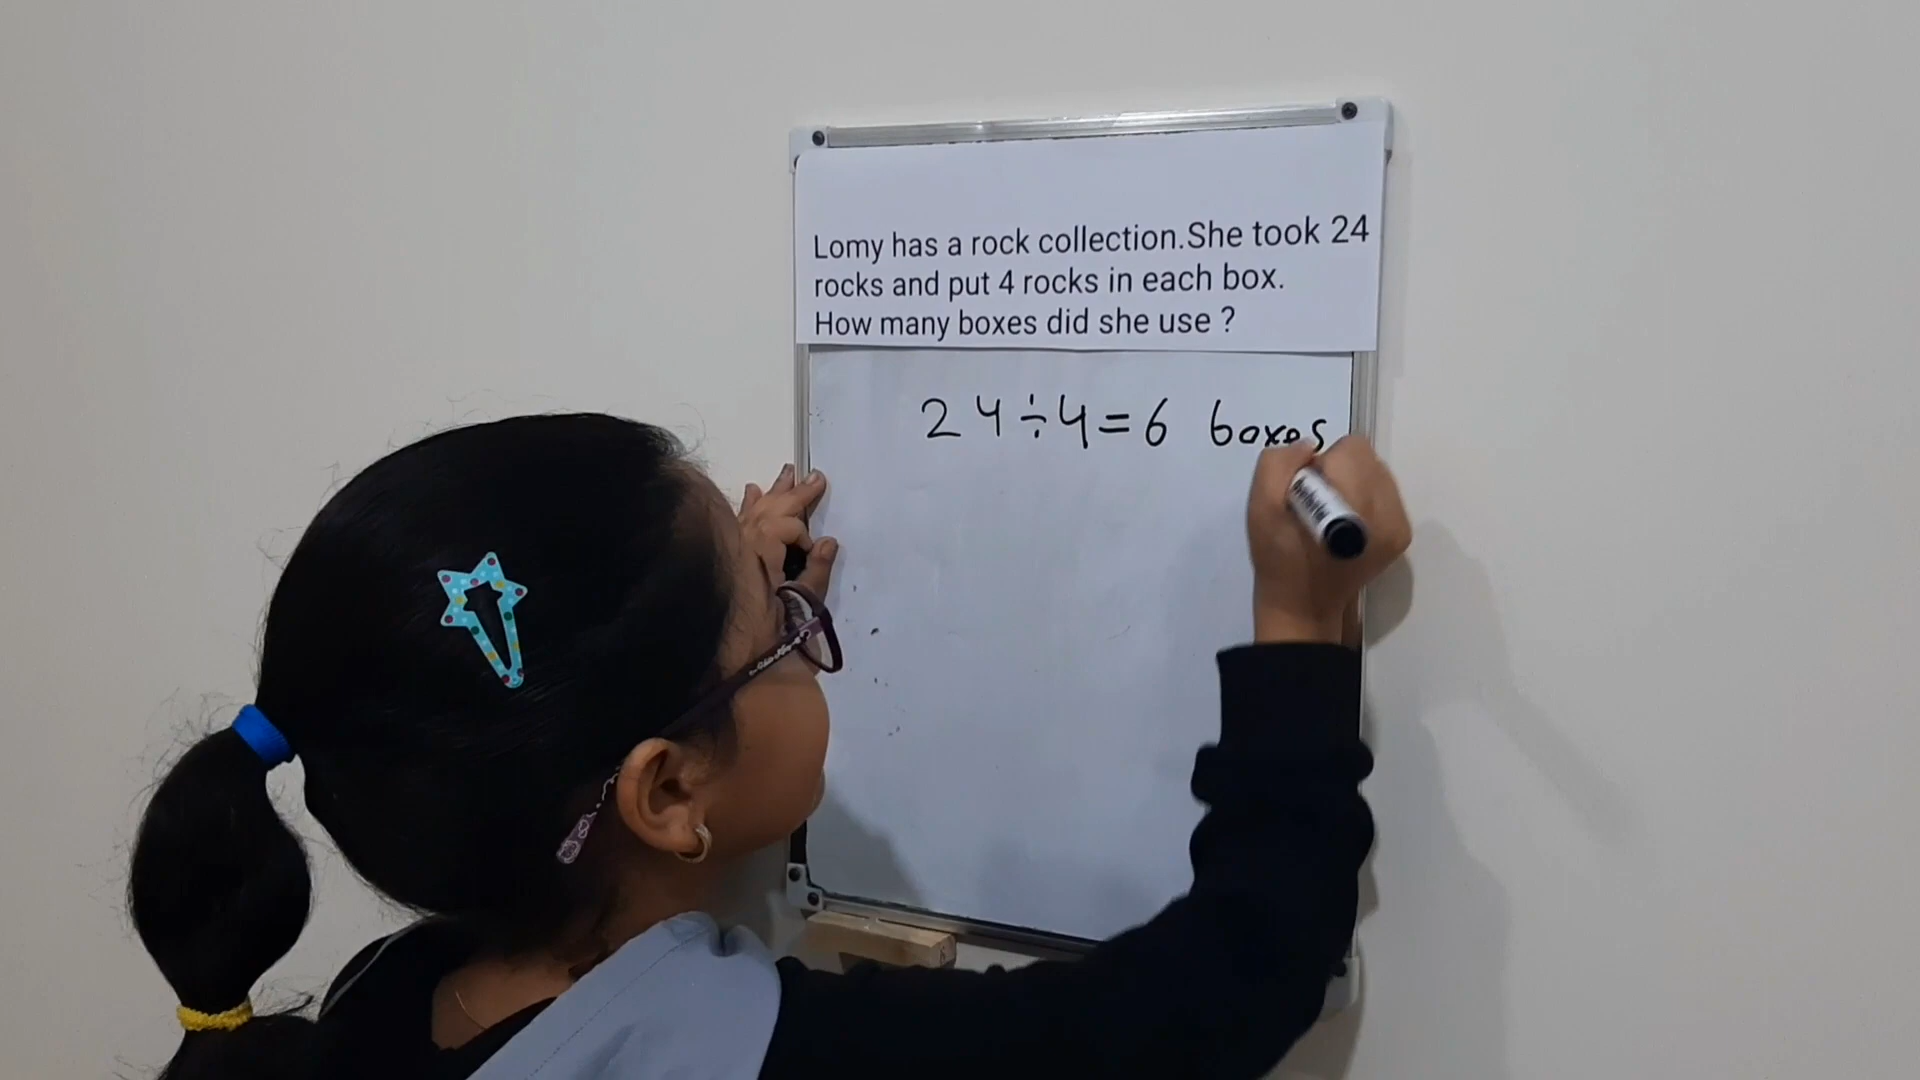 Lomy has a rock collection.She took 24
rocks and put 4 rocks in each box.
How many boxes did she use ?
24÷4=6 boxes